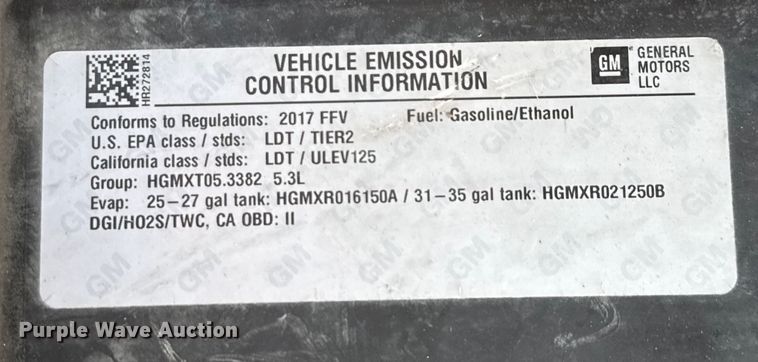 HR272814
VEHICLE EMISSION
CONTROL INFORMATION
GM
GENERAL
MOTORS
LLC
Conforms to Regulations: 2017 FFV Fuel: Gasoline/Ethanol
U.S. EPA class / stds: LDT / TIER2
California class / stds: LDT / ULEV125
Group: HGMXT05.3382 5.3L
Evap: 25-27 gal tank: HGMXR016150A / 31-35 gal tank: HGMXR021250B
DGI/HO2S/TWC, CA OBD: II
Purple Wave Auction